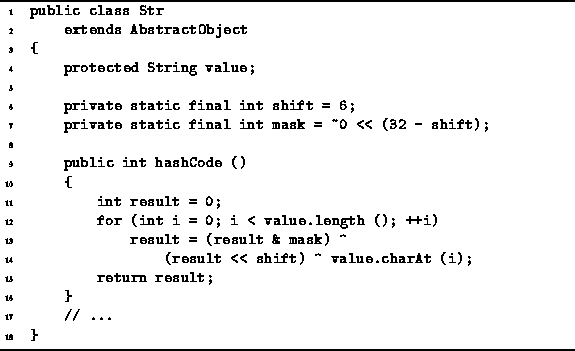 1 public class Str
2 extends AbstractObject
3 {
4 protected String value;
5
6 private static final int shift = 6;
7 private static final int mask = ~0 << (32 - shift);
8
9 public int hashCode ()
10 {
11 int result = 0;
12 for (int i = 0; i < value.length (); ++i)
13 result = (result & mask) ^
14 (result << shift) ^ value.charAt (i);
15 return result;
16 }
17 // ...
18 }